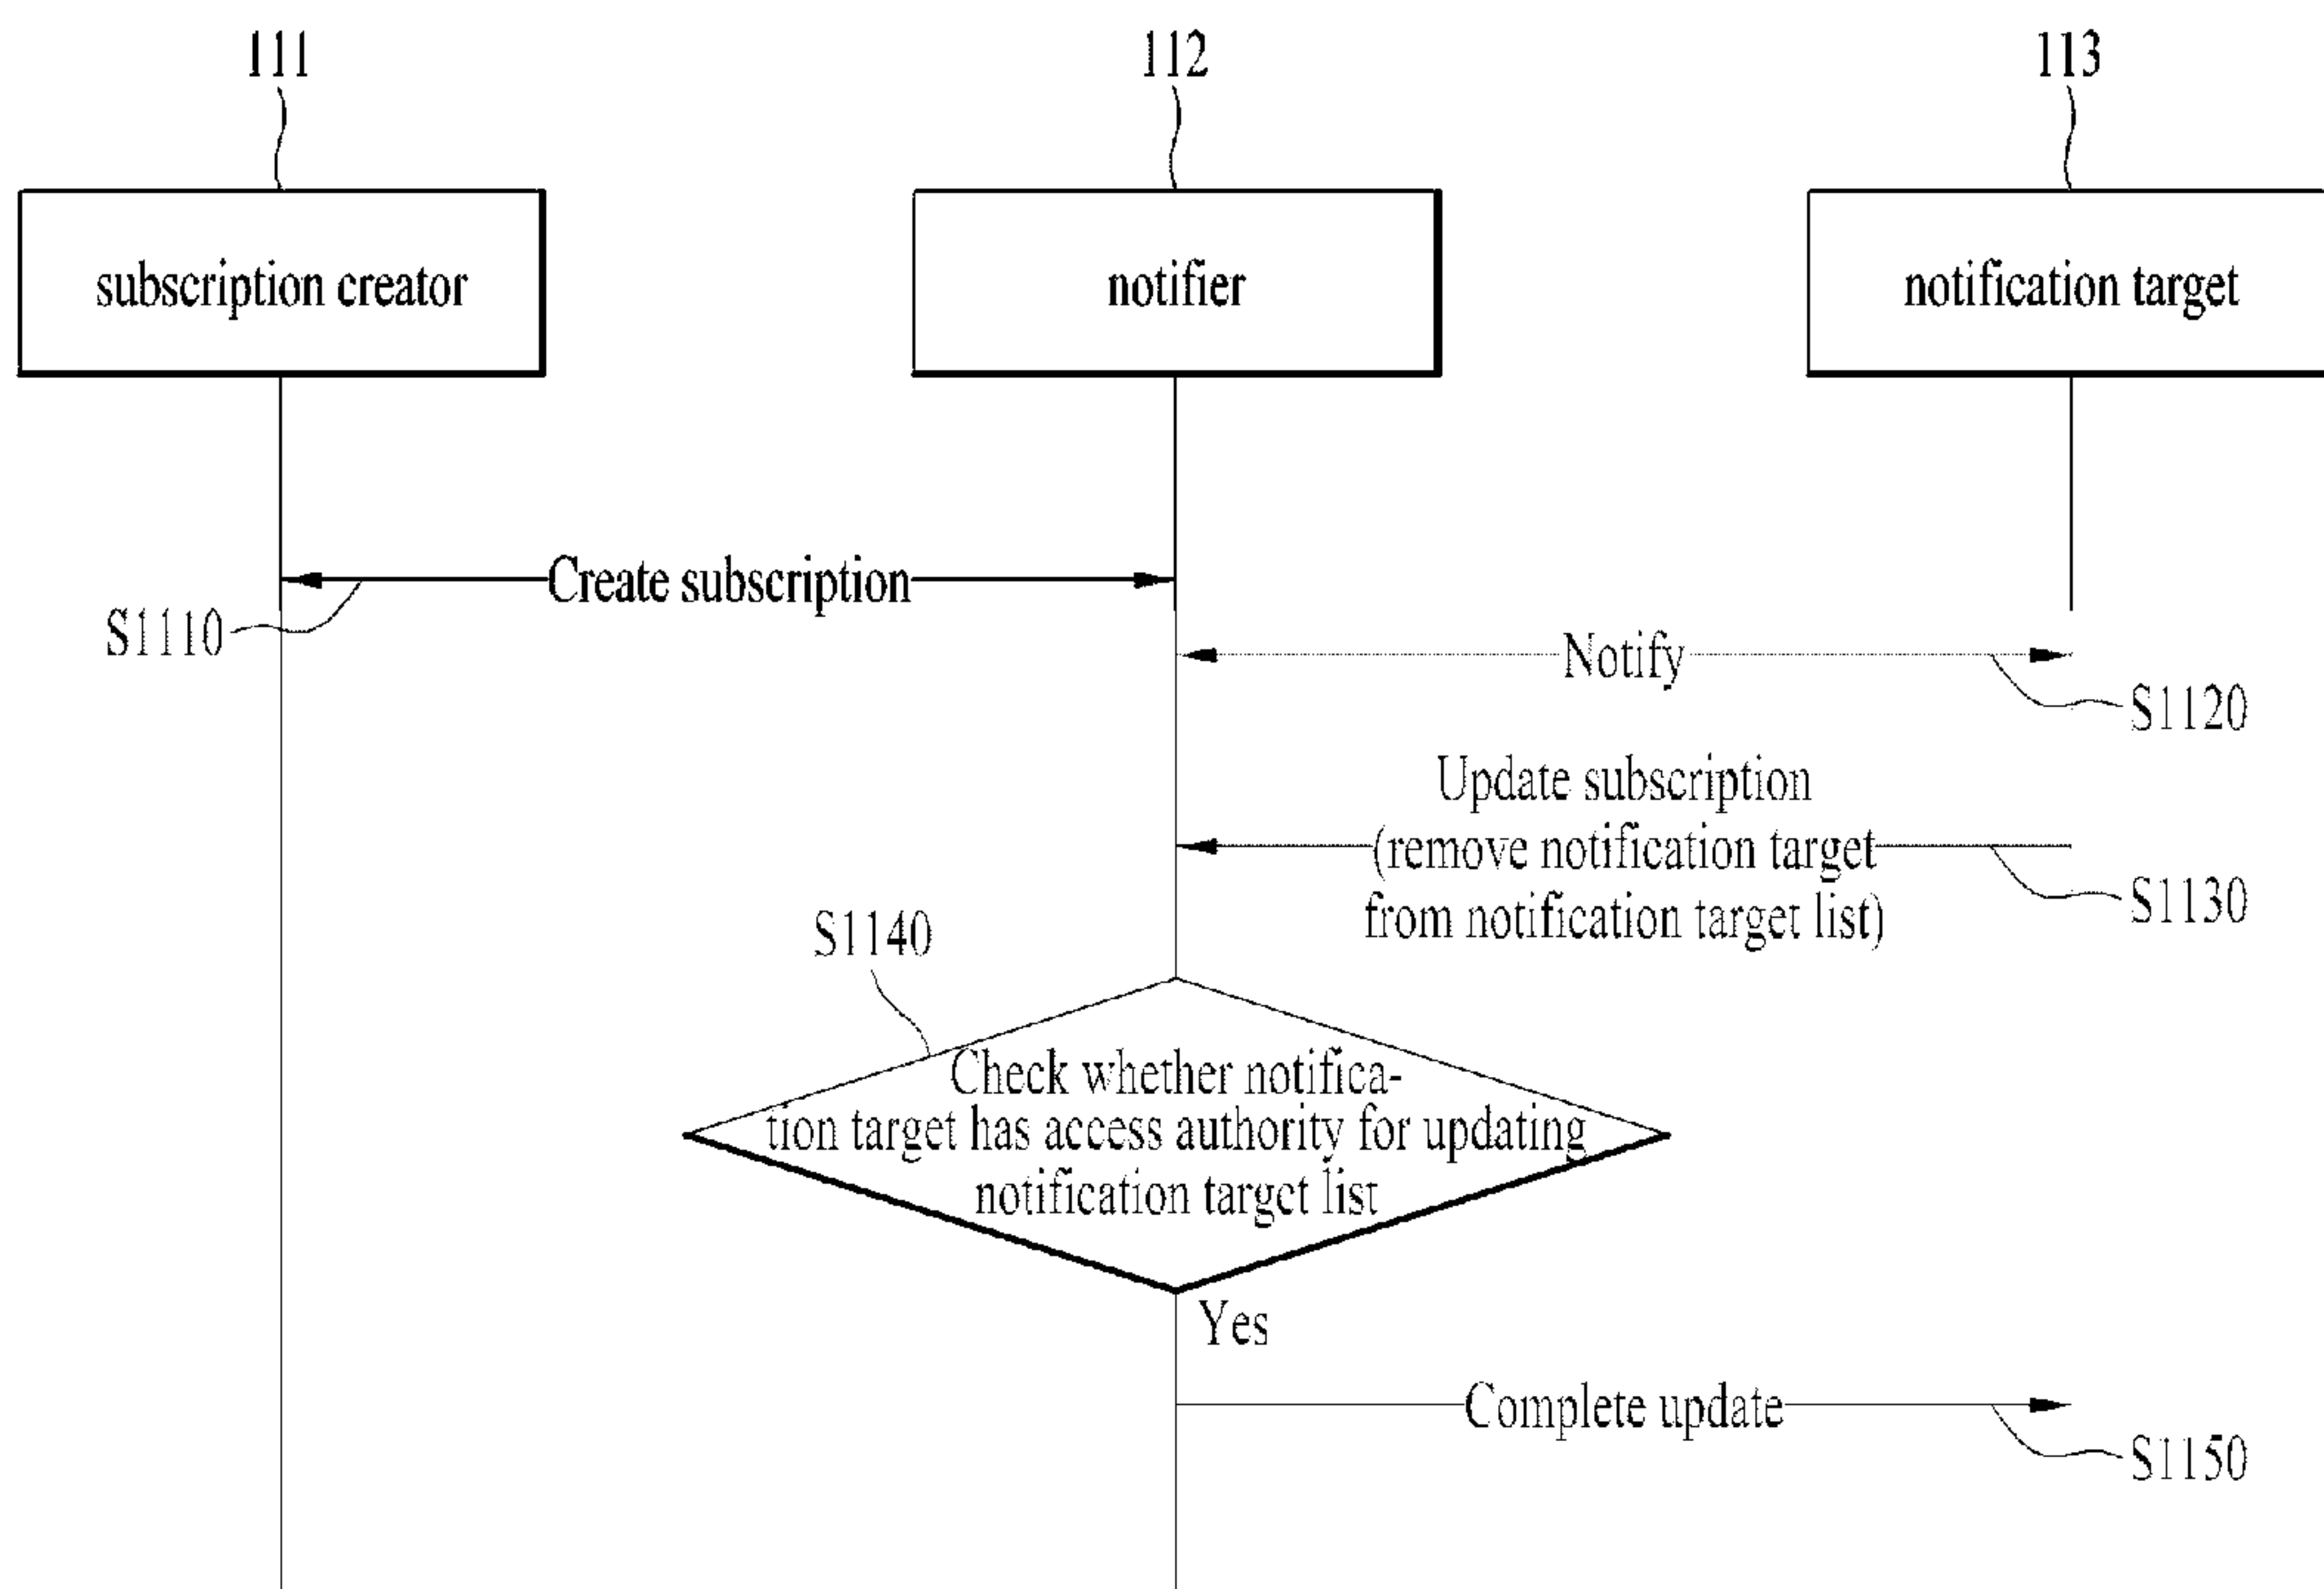 111
112
113
subscription creator
notifier
notification target
Create subscription
S1110
Notify
S1120
Update subscription
(remove notification target
from notification target list)
S1130
S1140
Check whether notifica-
tion target has access authority for updating
notification target list
Yes
Complete update
S1150